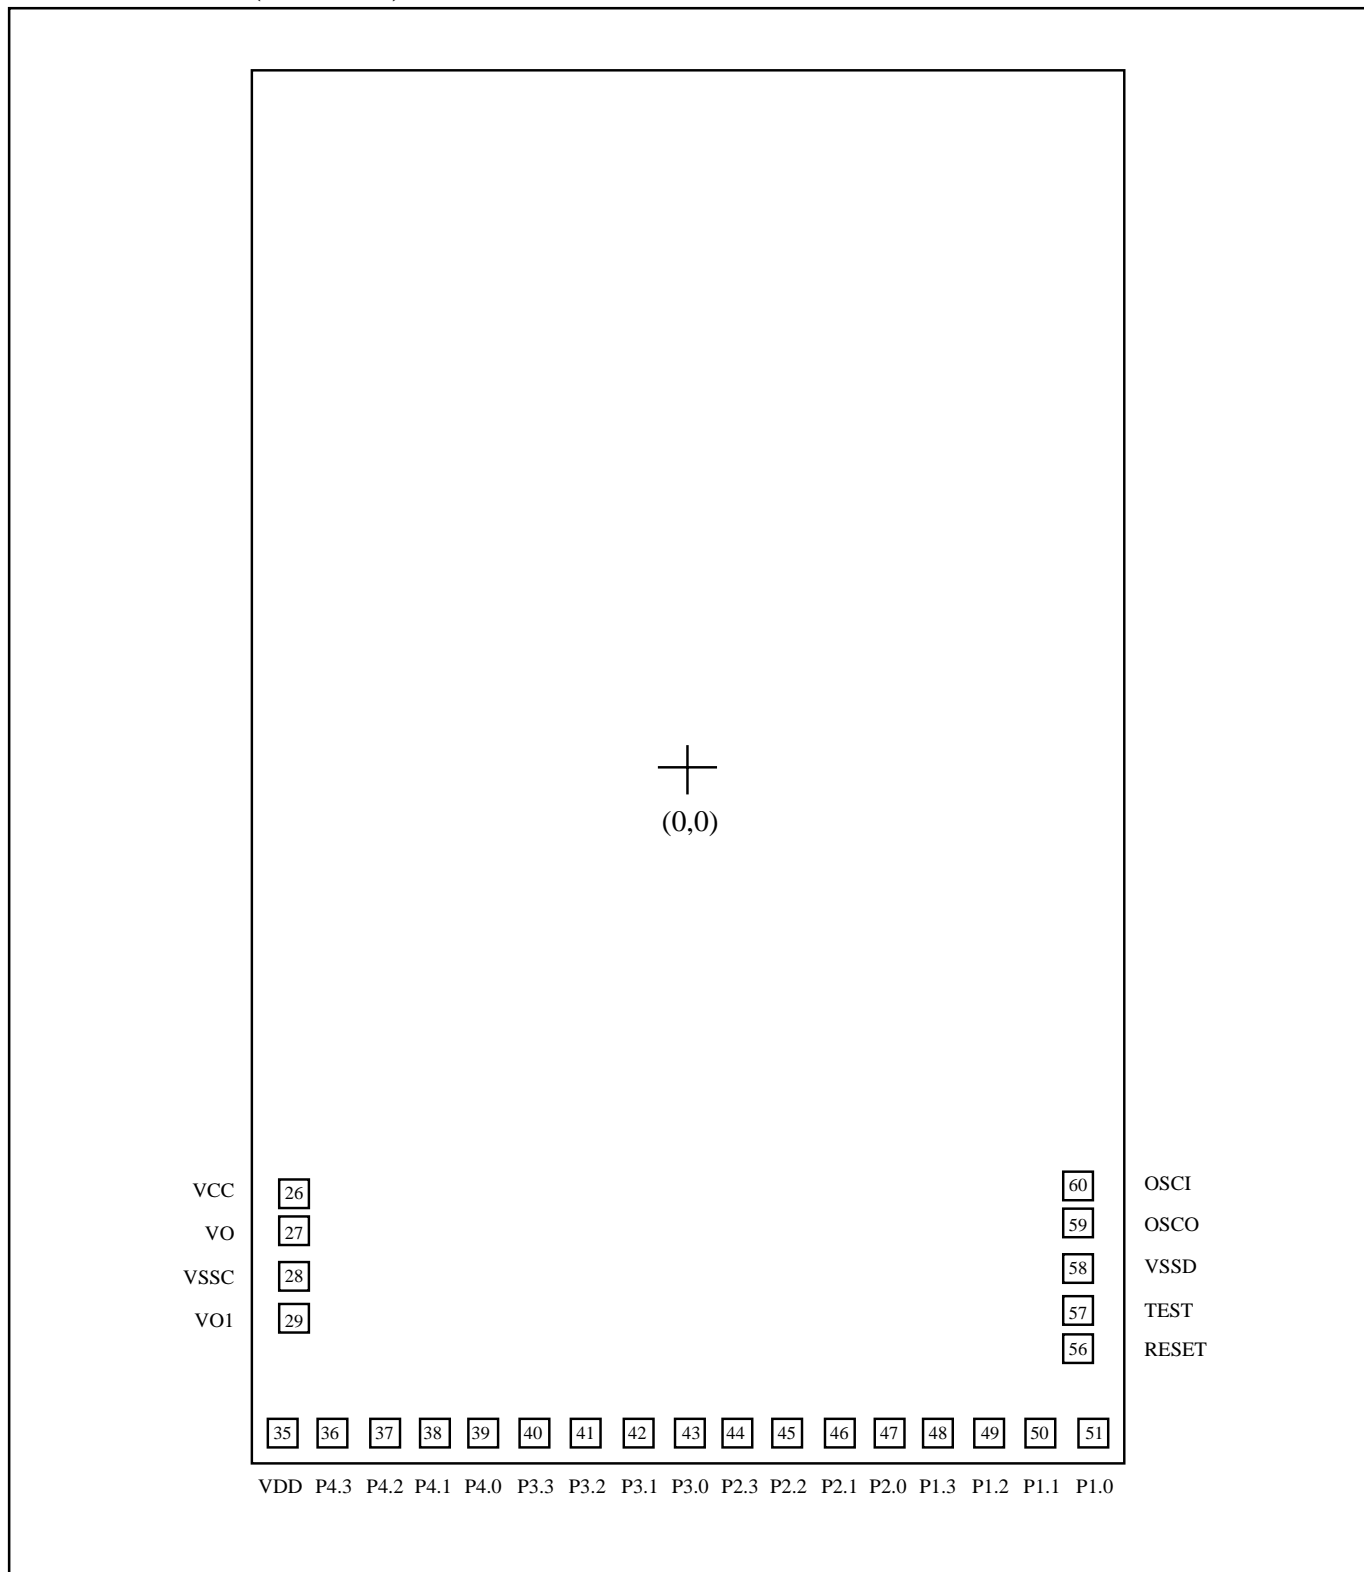 (0,0)
VCC 26 60 OSCI
VO 27 59 OSCO
VSSC 28 58 VSSD
VO1 29 57 TEST
56 RESET
35 36 37 38 39 40 41 42 43 44 45 46 47 48 49 50 51
VDD P4.3 P4.2 P4.1 P4.0 P3.3 P3.2 P3.1 P3.0 P2.3 P2.2 P2.1 P2.0 P1.3 P1.2 P1.1 P1.0